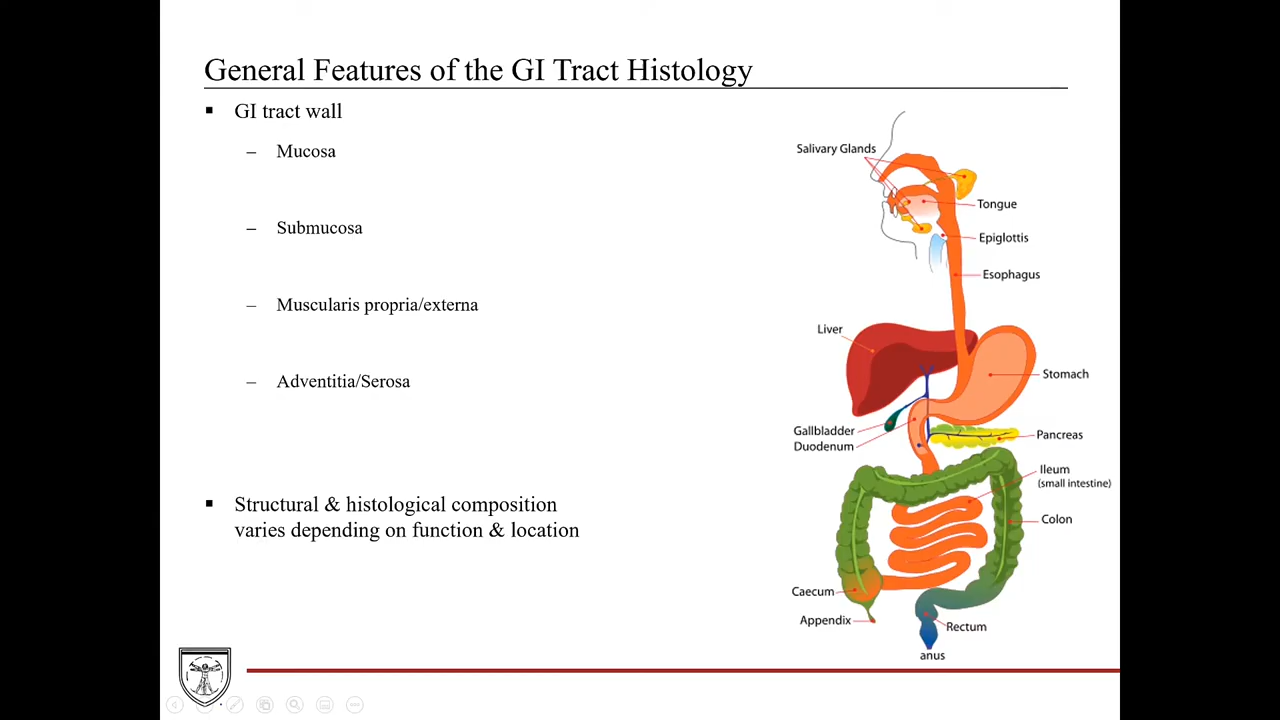 General Features of the GI Tract Histology
▪ GI tract wall
– Mucosa
– Submucosa
– Muscularis propria/externa
– Adventitia/Serosa
▪ Structural & histological composition
varies depending on function & location
Salivary Glands
Tongue
Epiglottis
Esophagus
Liver
Stomach
Gallbladder
Duodenum
Pancreas
Ileum
(small intestine)
Colon
Caecum
Appendix
Rectum
anus